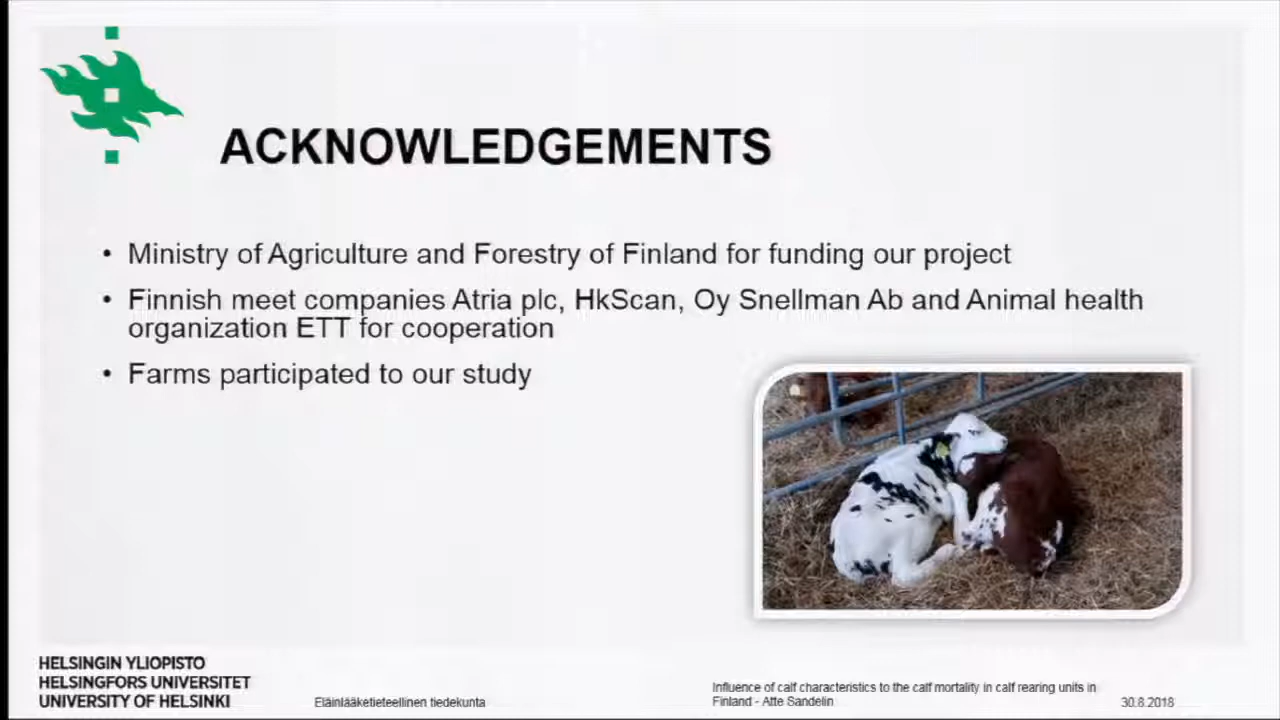 ACKNOWLEDGEMENTS
• Ministry of Agriculture and Forestry of Finland for funding our project
• Finnish meet companies Atria plc, HkScan, Oy Snellman Ab and Animal health
organization ETT for cooperation
• Farms participated to our study
HELSINGIN YLIOPISTO
HELSINGFORS UNIVERSITET
UNIVERSITY OF HELSINKI
Eläinlääketieteellinen tiedekunta
Influence of calf characteristics to the calf mortality in calf rearing units in
Finland - Atte Sandelin
30.8.2018